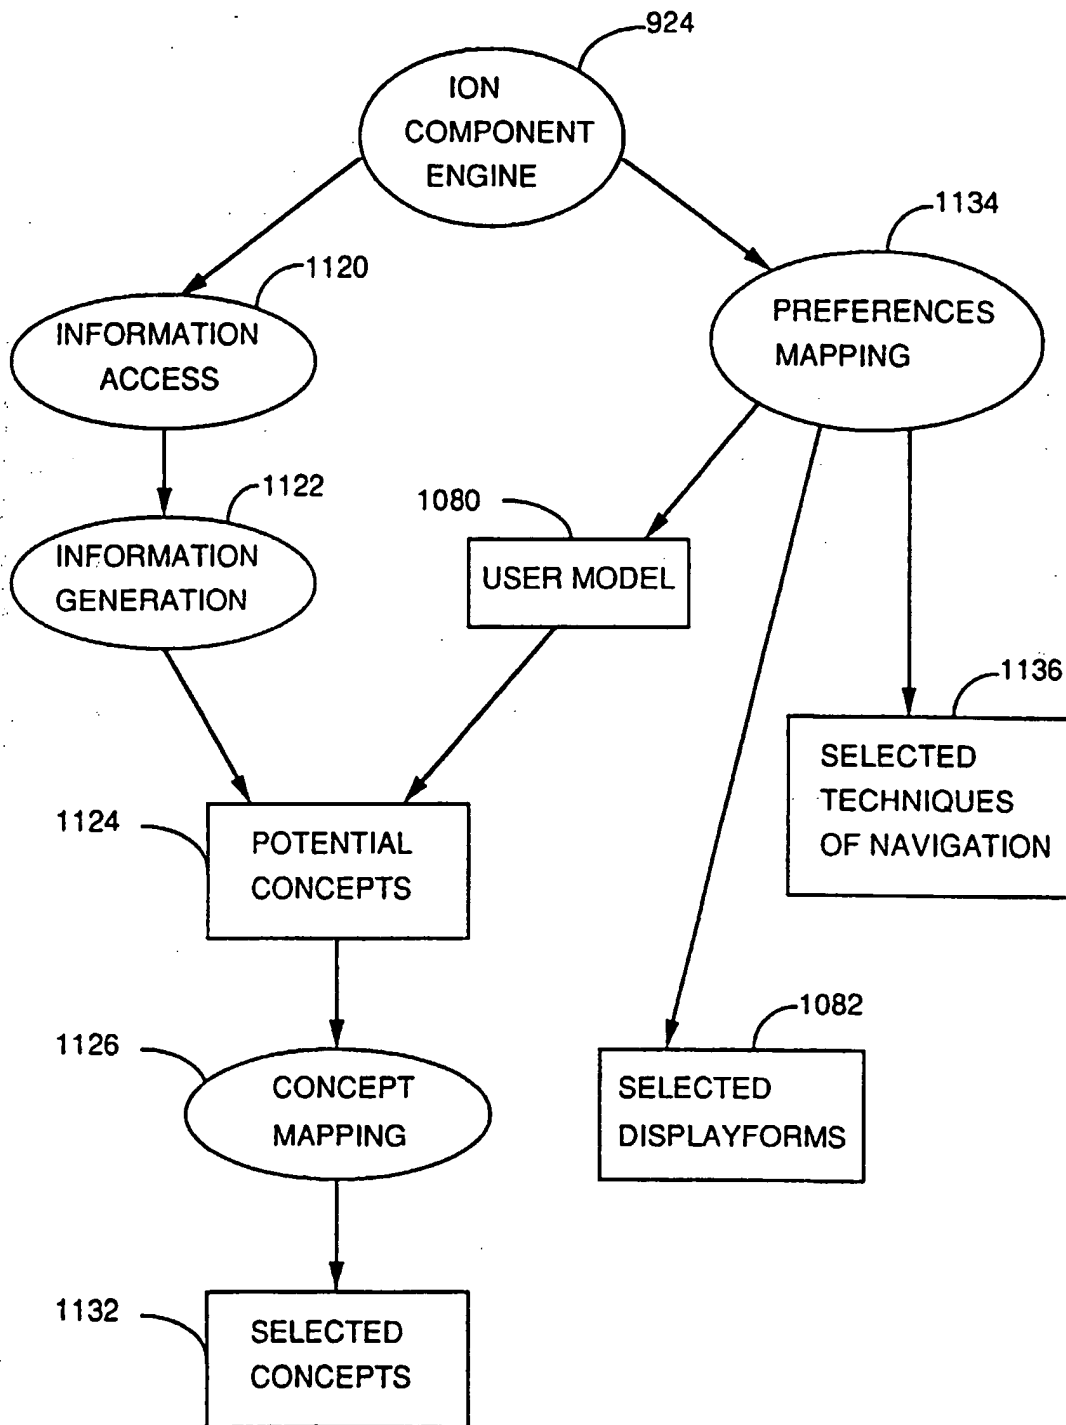 924
ION
COMPONENT
ENGINE
1134
1120
PREFERENCES
MAPPING
INFORMATION
ACCESS
1122
1080
INFORMATION
GENERATION
USER MODEL
1136
SELECTED
TECHNIQUES
OF NAVIGATION
1124
POTENTIAL
CONCEPTS
1082
1126
CONCEPT
MAPPING
SELECTED
DISPLAYFORMS
1132
SELECTED
CONCEPTS